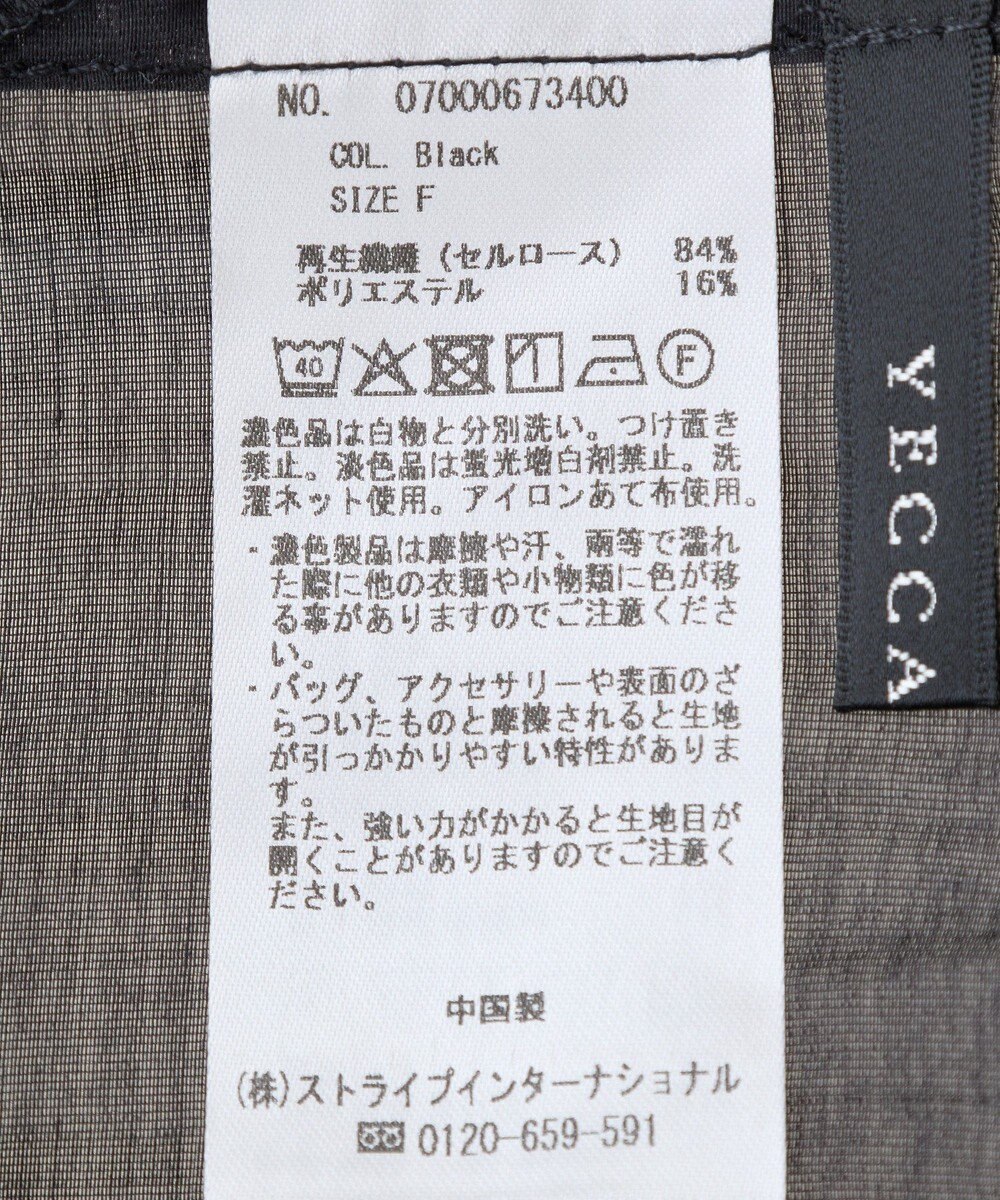 NO. 07000673400
COL. Black
SIZE F
再生繊維（セルロース） 84%
ポリエステル 16%
40
F
濃色品は白物と分別洗い。つけ置き
禁止。淡色品は蛍光増白剤禁止。洗
濯ネット使用。アイロンあて布使用。
・濃色製品は摩擦や汗、雨等で濡れ
た際に他の衣類や小物類に色が移
る事がありますのでご注意くださ
い。
・バッグ、アクセサリーや表面のざ
らついたものと摩擦されると生地
が引っかかりやすい特性がありま
す。
また、強い力がかかると生地目が
開くことがありますのでご注意く
ださい。
中国製
(株)ストライプインターナショナル
0120-659-591
YECCA